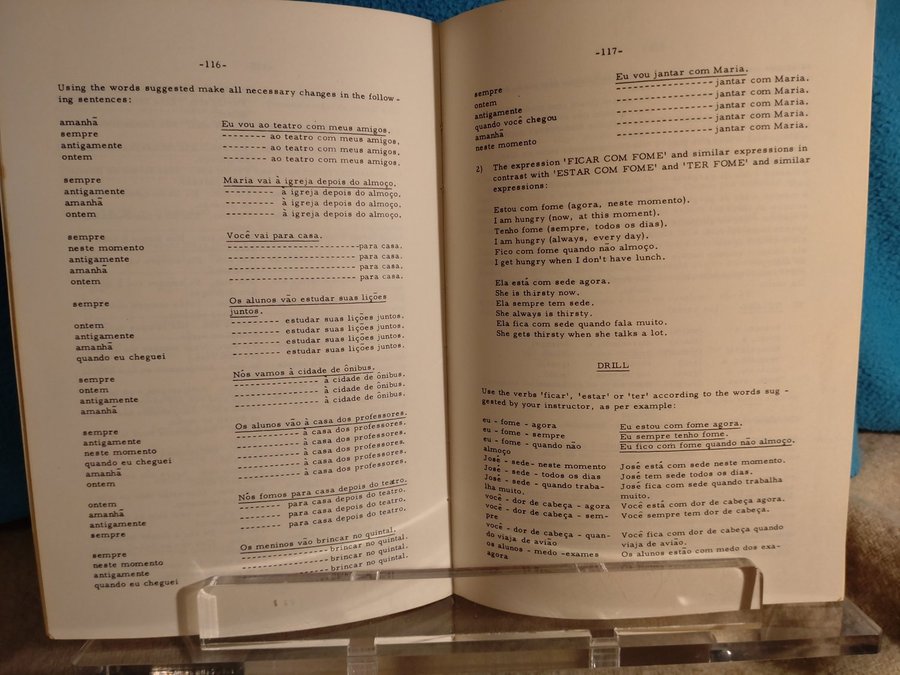 -116-
Using the words suggested make all necessary changes in the follow-
ing sentences:
amanhã Eu vou ao teatro com meus amigos.
sempre -------- ao teatro com meus amigos.
antigamente -------- ao teatro com meus amigos.
ontem -------- ao teatro com meus amigos.
sempre Maria vai à igreja depois do almoço.
antigamente --------- à igreja depois do almoço.
amanhã --------- à igreja depois do almoço.
ontem --------- à igreja depois do almoço.
sempre Você vai para casa.
neste momento ------------------------para casa.
antigamente ------------------------ para casa.
amanhã ------------------------ para casa.
ontem ------------------------ para casa.
sempre Os alunos vão estudar suas lições
juntos.
ontem --------- estudar suas lições juntos.
antigamente --------- estudar suas lições juntos.
amanhã --------- estudar suas lições juntos.
quando eu cheguei --------- estudar suas lições juntos.
sempre Nós vamos à cidade de ônibus.
ontem ---------------- à cidade de ônibus.
antigamente ---------------- à cidade de ônibus.
amanhã ---------------- à cidade de ônibus.
sempre Os alunos vão à casa dos professores.
antigamente ------------ à casa dos professores.
neste momento ------------ à casa dos professores.
quando eu cheguei ------------ à casa dos professores.
amanhã ------------ à casa dos professores.
ontem ------------ à casa dos professores.
ontem Nós fomos para casa depois do teatro.
amanhã --------- para casa depois do teatro.
antigamente --------- para casa depois do teatro.
sempre --------- para casa depois do teatro.
sempre Os meninos vão brincar no quintal.
neste momento ----------------- brincar no quintal.
antigamente ----------------- brincar no quintal.
quando eu cheguei ----------------- brincar no quintal.
-117-
sempre Eu vou jantar com Maria.
ontem ----------------- jantar com Maria.
antigamente ----------------- jantar com Maria.
quando você chegou ----------------- jantar com Maria.
amanhã ----------------- jantar com Maria.
neste momento ----------------- jantar com Maria.
2) The expression 'FICAR COM FOME' and similar expressions in
contrast with 'ESTAR COM FOME' and 'TER FOME' and similar
expressions:
Estou com fome (agora, neste momento).
I am hungry (now, at this moment).
Tenho fome (sempre, todos os dias).
I am hungry (always, every day).
Fico com fome quando não almoço.
I get hungry when I don't have lunch.
Ela está com sede agora.
She is thirsty now.
Ela sempre tem sede.
She always is thirsty.
Ela fica com sede quando fala muito.
She gets thirsty when she talks a lot.
DRILL
Use the verbs 'ficar', 'estar' or 'ter' according to the words sug -
gested by your instructor, as per example:
eu - fome - agora Eu estou com fome agora.
eu - fome - sempre Eu sempre tenho fome.
eu - fome - quando não Eu fico com fome quando não almoço.
almoço
José - sede- neste momento José está com sede neste momento.
José - sede - todos os dias José tem sede todos os dias.
José - sede - quando traba- José fica com sede quando trabalha
lha muito. muito.
você - dor de cabeça - agora Você está com dor de cabeça agora.
você - dor de cabeça - sem- Você sempre tem dor de cabeça.
pre
você - dor de cabeça - quan- Você fica com dor de cabeça quando
do viaja de avião. viaja de avião.
os alunos - medo -exames Os alunos estão com medo dos exa-
agora